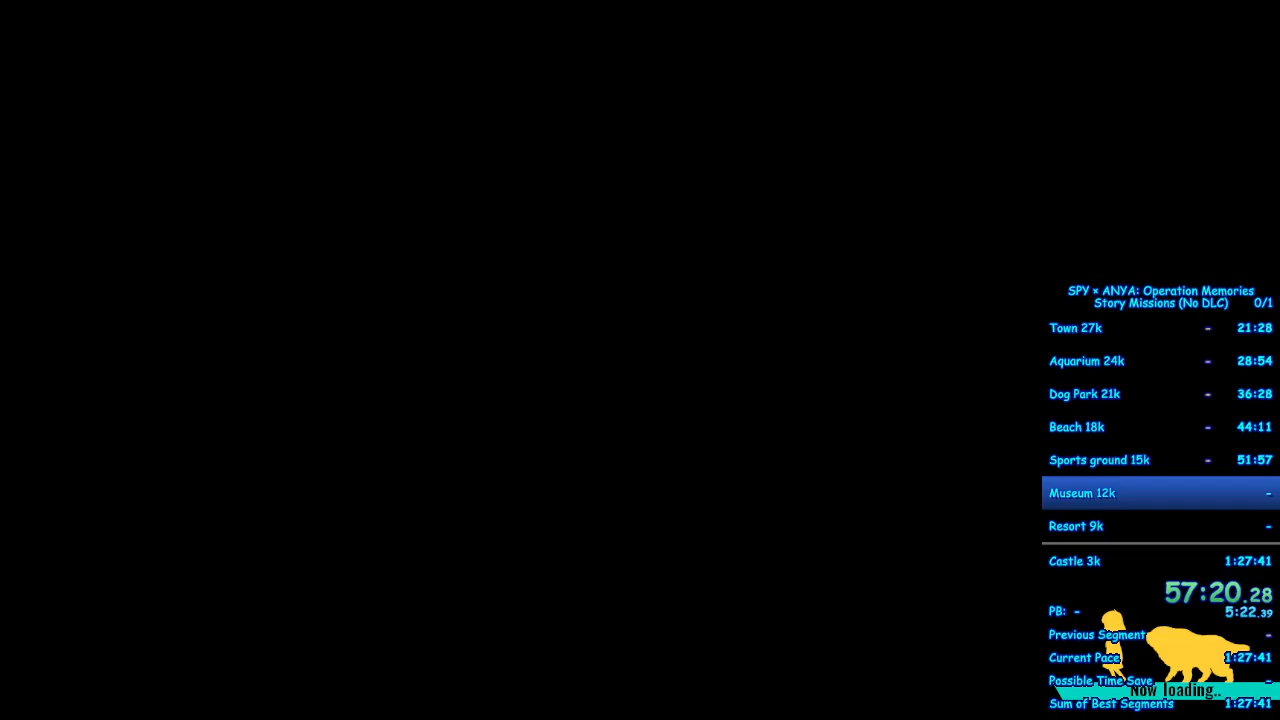 SPY × ANYA: Operation Memories
Story Missions (No DLC) 0/1
Town 27k - 21:28
Aquarium 24k - 28:54
Dog Park 21k - 36:28
Beach 18k - 44:11
Sports ground 15k - 51:57
Museum 12k -
Resort 9k -
Castle 3k 1:27:41
57:20.28
PB: - 5:22.39
Previous Segment -
Current Pace 1:27:41
Possible Time Save -
Now loading..
Sum of Best Segments 1:27:41